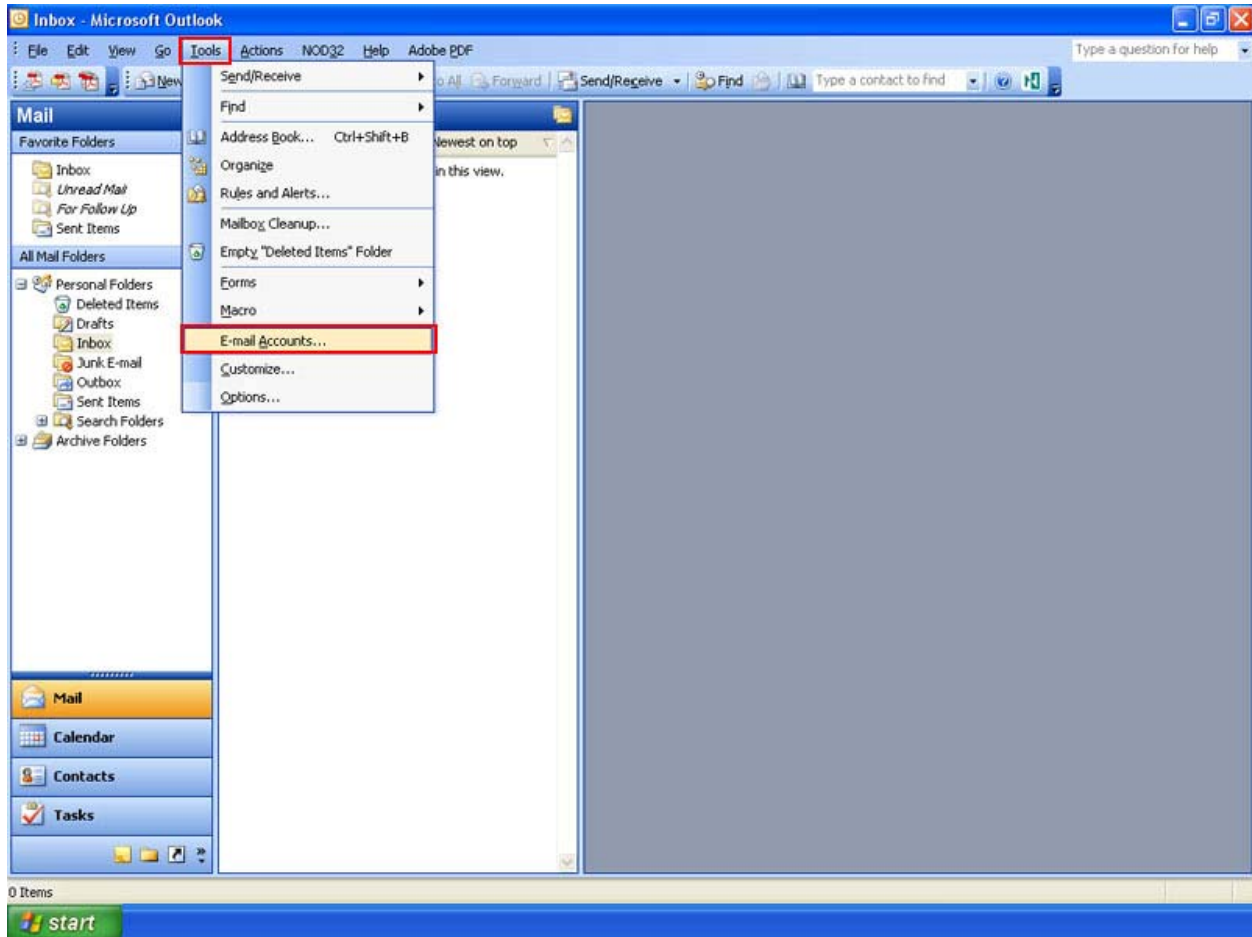 Inbox - Microsoft Outlook
File Edit View Go Tools Actions NOD32 Help Adobe PDF
Type a question for help
New
o All Forward Send/Receive Find Type a contact to find
Send/Receive
Find
Address Book... Ctrl+Shift+B
Organize
Rules and Alerts...
Mailbox Cleanup...
Empty "Deleted Items" Folder
Forms
Macro
E-mail Accounts...
Customize...
Options...
Mail
Favorite Folders
Inbox
Unread Mail
For Follow Up
Sent Items
All Mail Folders
Personal Folders
Deleted Items
Drafts
Inbox
Junk E-mail
Outbox
Sent Items
Search Folders
Archive Folders
Newest on top
in this view.
Mail
Calendar
Contacts
Tasks
0 Items
start